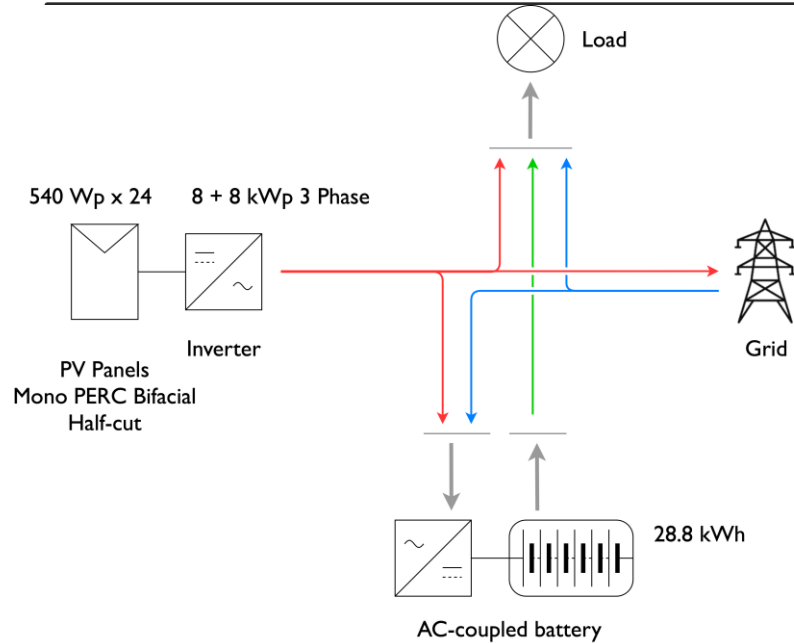 Load
540 Wp x 24
8 + 8 kWp 3 Phase
Inverter
Grid
PV Panels
Mono PERC Bifacial
Half-cut
28.8 kWh
AC-coupled battery